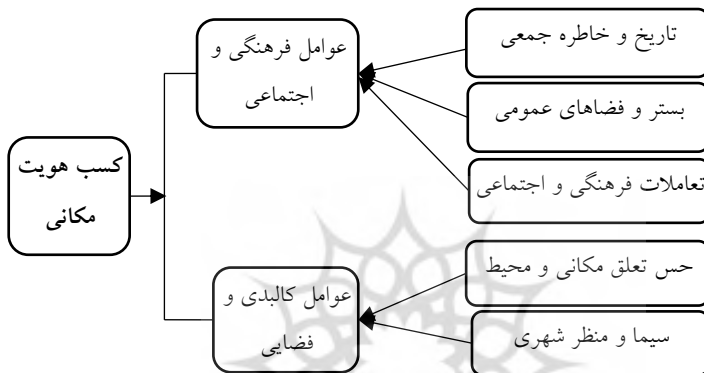 تاریخ و خاطره جمعی
بستر و فضاهای عمومی
تعاملات فرهنگی و اجتماعی
حس تعلق مکانی و محیط
سیما و منظر شهری
عوامل فرهنگی و
اجتماعی
عوامل کالبدی و
فضایی
کسب هویت
مکانی